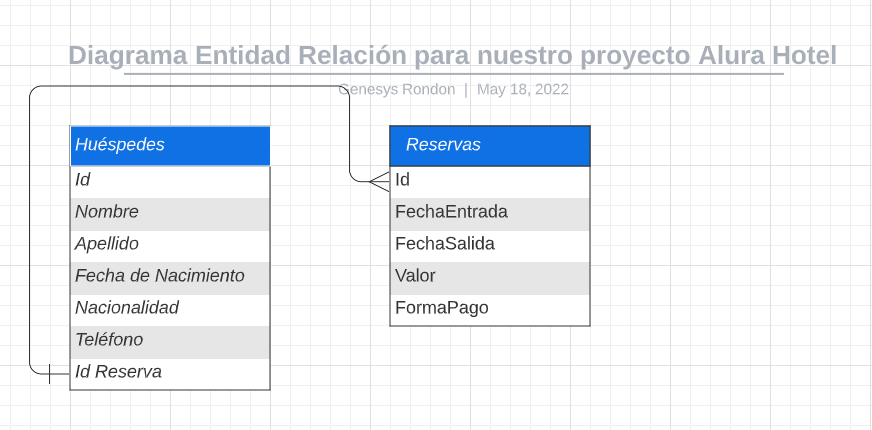 Diagrama Entidad Relación para nuestro proyecto Alura Hotel
Genesys Rondon | May 18, 2022
Huéspedes
Id
Nombre
Apellido
Fecha de Nacimiento
Nacionalidad
Teléfono
Id Reserva
Reservas
Id
FechaEntrada
FechaSalida
Valor
FormaPago